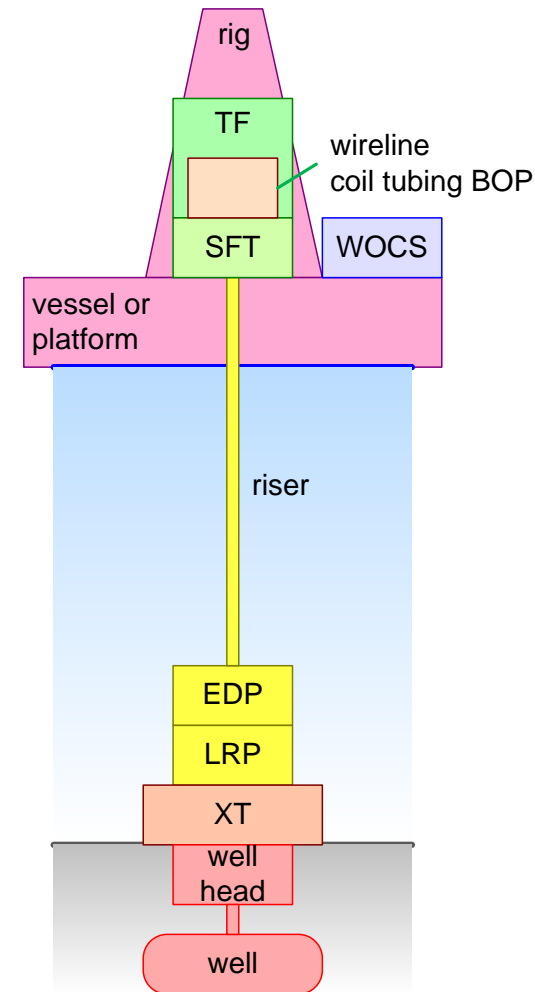 rig
TF
wireline
coil tubing BOP
SFT
WOCS
vessel or
platform
riser
EDP
LRP
XT
well
head
well